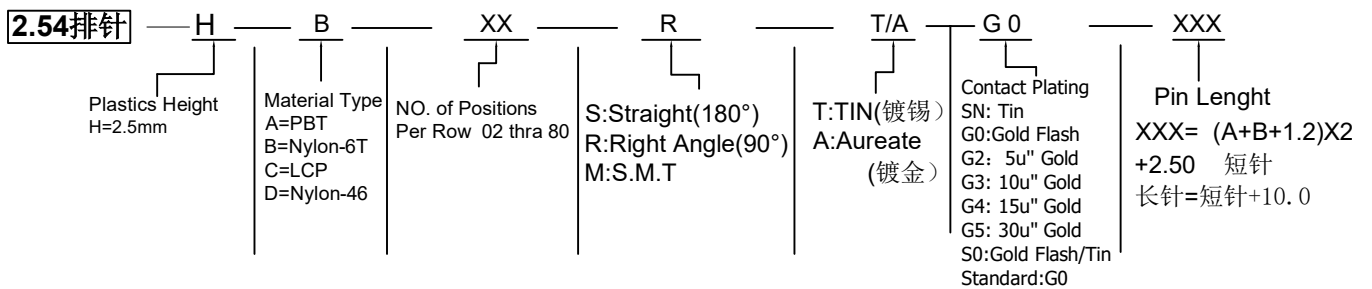 2.54排针 H B XX R T/A G 0 XXX
Plastics Height
H=2.5mm
Material Type
A=PBT
B=Nylon-6T
C=LCP
D=Nylon-46
NO. of Positions
Per Row 02 thra 80
S:Straight(180°)
R:Right Angle(90°)
M:S.M.T
T:TIN(镀锡）
A:Aureate
(镀金）
Contact Plating
SN: Tin
G0:Gold Flash
G2: 5u" Gold
G3: 10u" Gold
G4: 15u" Gold
G5: 30u" Gold
S0:Gold Flash/Tin
Standard:G0
Pin Lenght
XXX= (A+B+1.2)X2
+2.50 短针
长针=短针+10.0